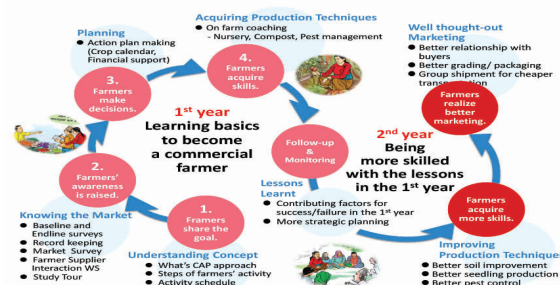 Acquiring Production Techniques
● On farm coaching
- Nursery, Compost, Pest management
Planning
● Action plan making
(Crop calendar,
Financial support)
Well thought-out
Marketing
● Better relationship with
buyers
● Better grading/ packaging
● Group shipment for cheaper
3.
Farmers
make
decisions.
4.
Farmers
acquire
skills.
1st year
Learning basics
to become
a commercial
farmer
Follow-up
&
Monitoring
2nd year
Being
more skilled
with the lessons
in the 1st year
Farmers
realize
better
marketing.
2.
Farmers'
awareness
is raised.
1.
Framers
share the
goal.
Lessons
Learnt
● Contributing factors for
success/failure in the 1st year
● More strategic planning
Farmers
acquire
more skills.
Knowing the Market
● Baseline and
Endline surveys
● Record keeping
● Market Survey
● Farmer Supplier
Interaction WS
● Study Tour
Understanding Concept
● What's CAP approach
● Steps of farmers' activity
● Activity schedule
Improving
Production Techniques
● Better soil improvement
● Better seedling production
● Better pest control